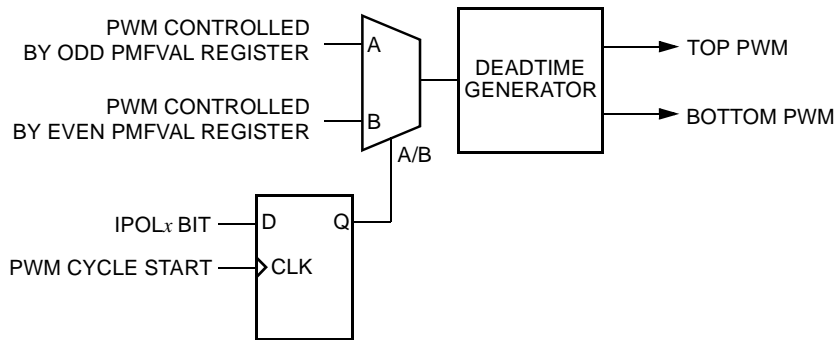 PWM CONTROLLED
BY ODD PMFVAL REGISTER
A
DEADTIME
GENERATOR
TOP PWM
PWM CONTROLLED
BY EVEN PMFVAL REGISTER
B
BOTTOM PWM
A/B
IPOLx BIT
D
Q
PWM CYCLE START
CLK